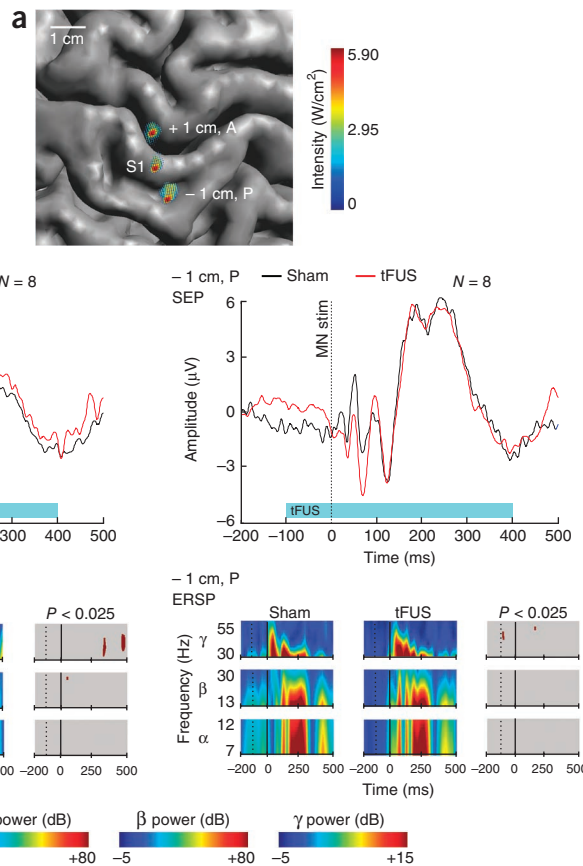 a
1 cm
+ 1 cm, A
S1
– 1 cm, P
Intensity (W/cm²)
5.90
2.95
0
N = 8
300 400 500
– 1 cm, P
SEP
Sham
tFUS
N = 8
MN stim
Amplitude (μV)
6
3
0
–3
–6
tFUS
–200 –100 0 100 200 300 400 500
Time (ms)
P < 0.025
–200 0 250 500
– 1 cm, P
ERSP
Sham
tFUS
P < 0.025
Frequency (Hz)
γ
55
30
β
30
13
α
12
7
–200 0 250 500
–200 0 250 500
–200 0 250 500
Time (ms)
power (dB)
+80
β power (dB)
–5 +80
γ power (dB)
–5 +15